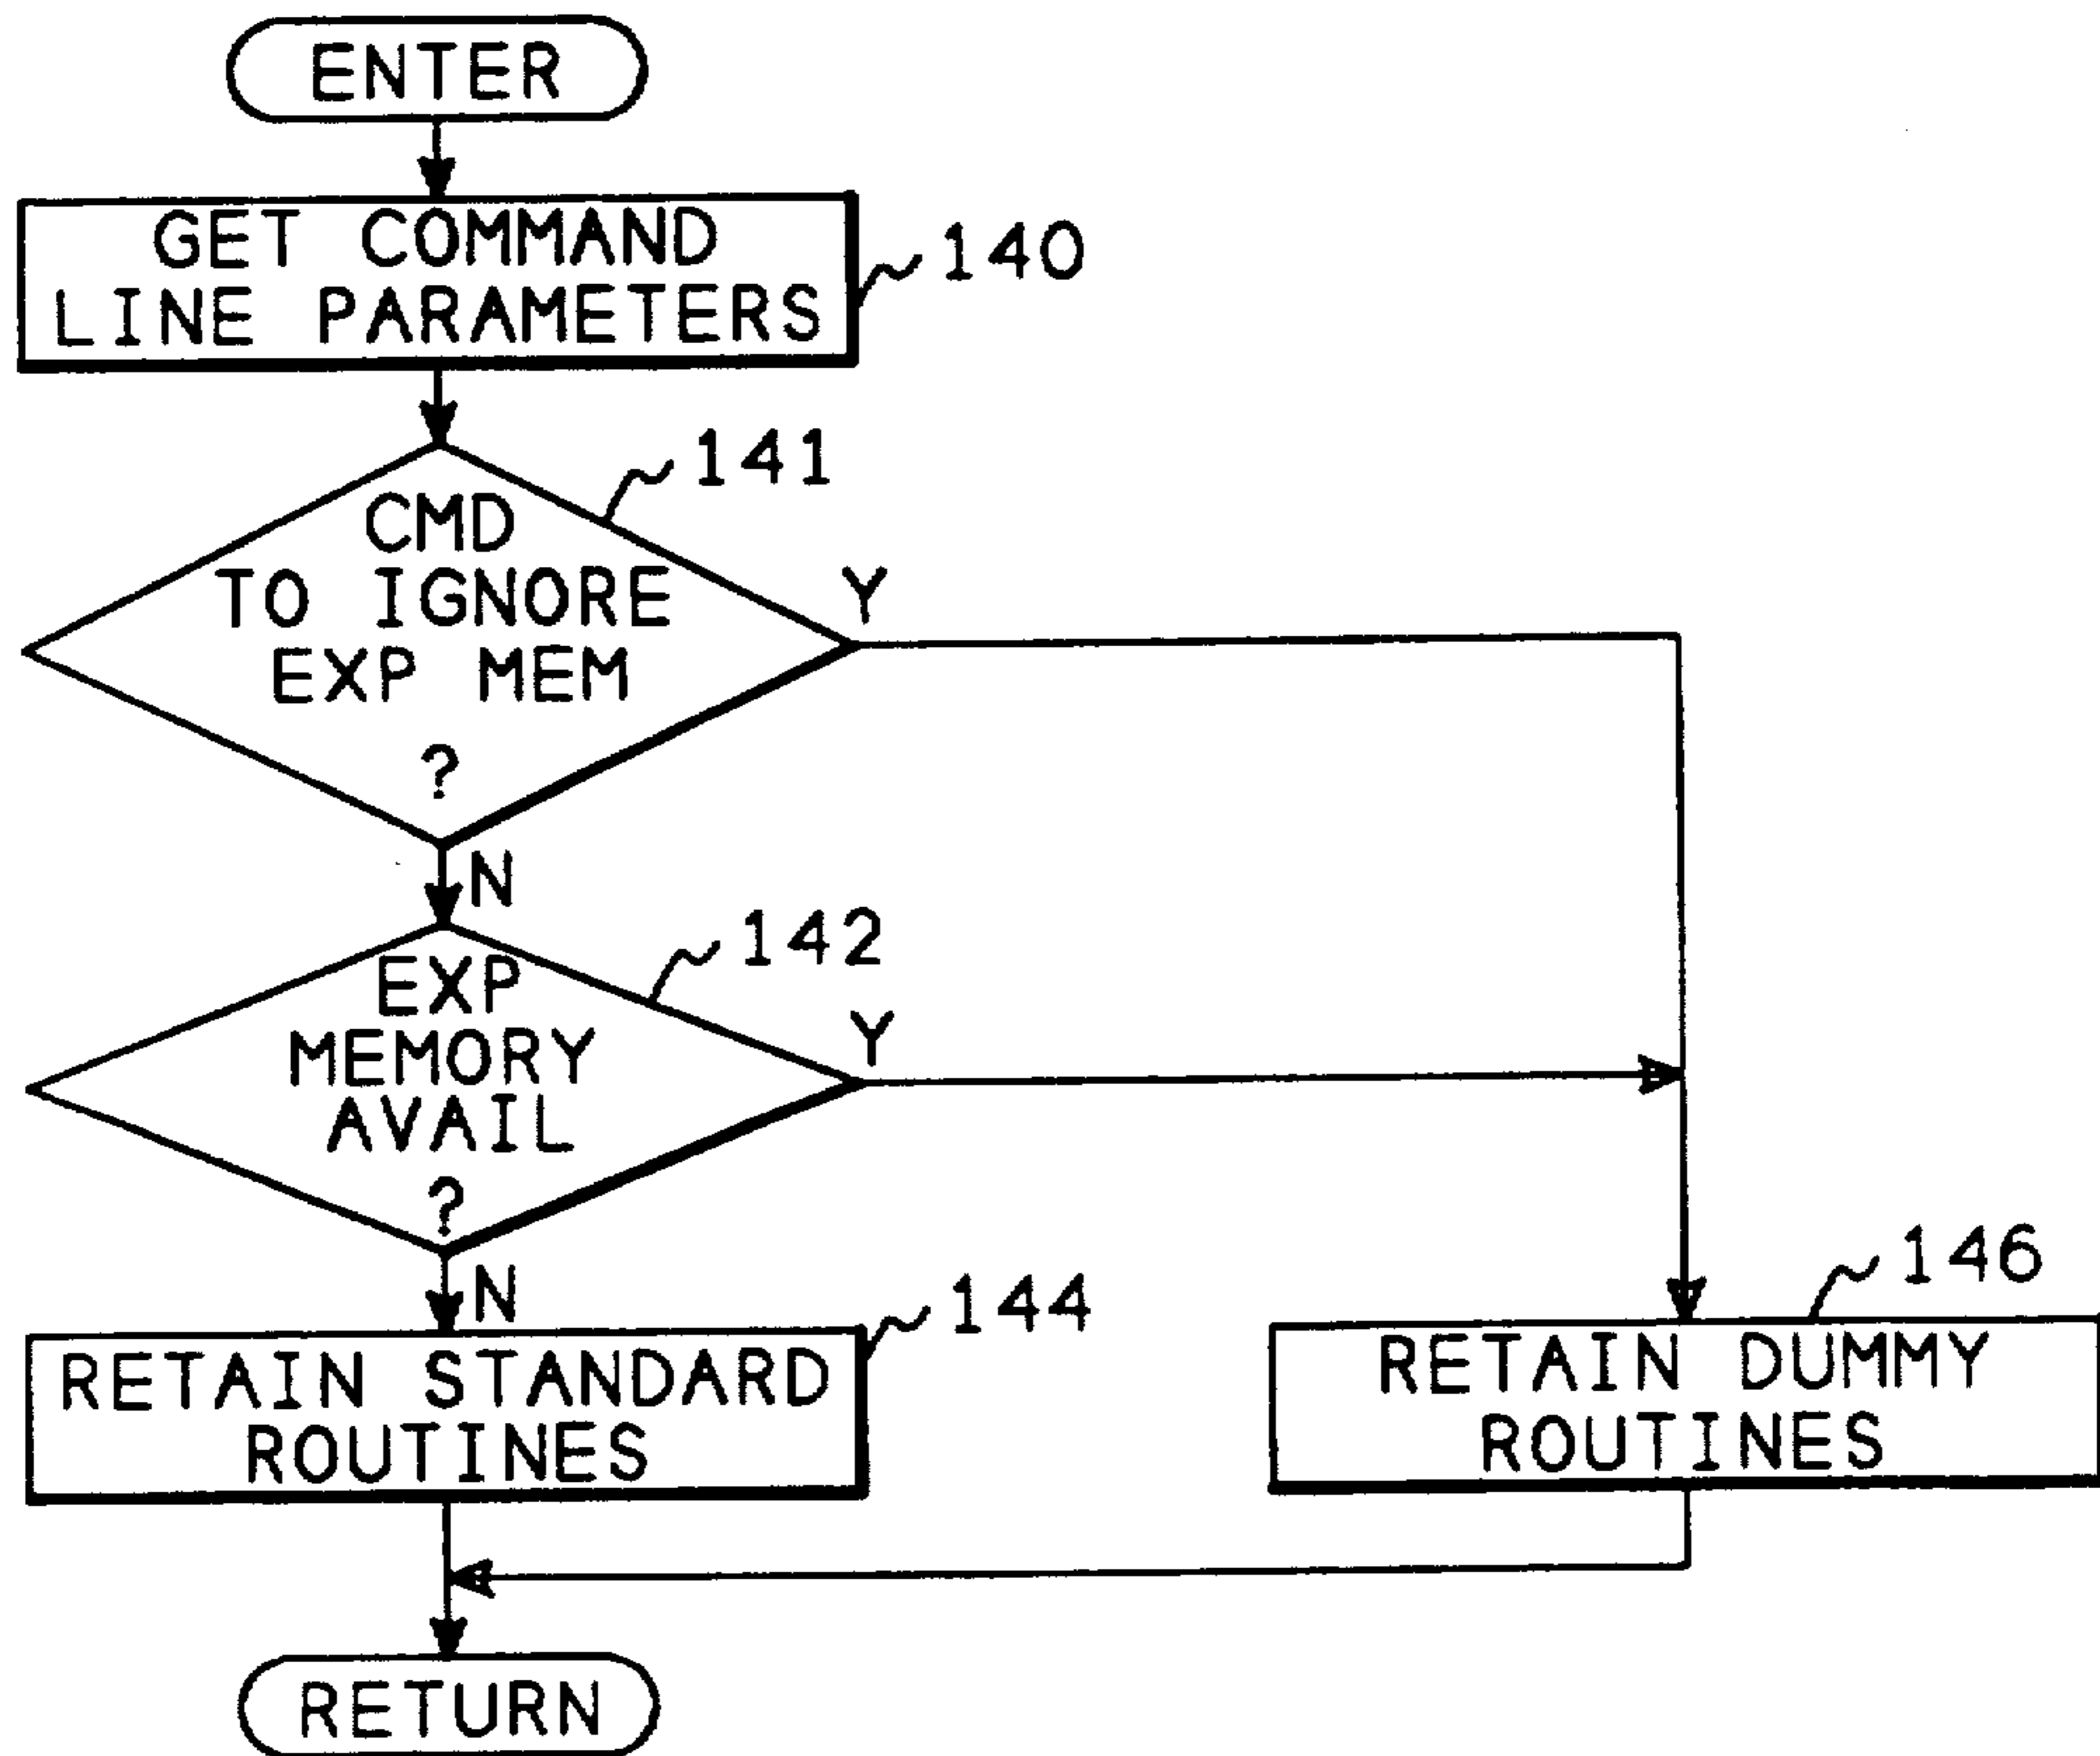 ENTER
GET COMMAND
LINE PARAMETERS
140
141
CMD
TO IGNORE
EXP MEM
?
Y
N
142
EXP
MEMORY
AVAIL
?
Y
N
144
RETAIN STANDARD
ROUTINES
146
RETAIN DUMMY
ROUTINES
RETURN